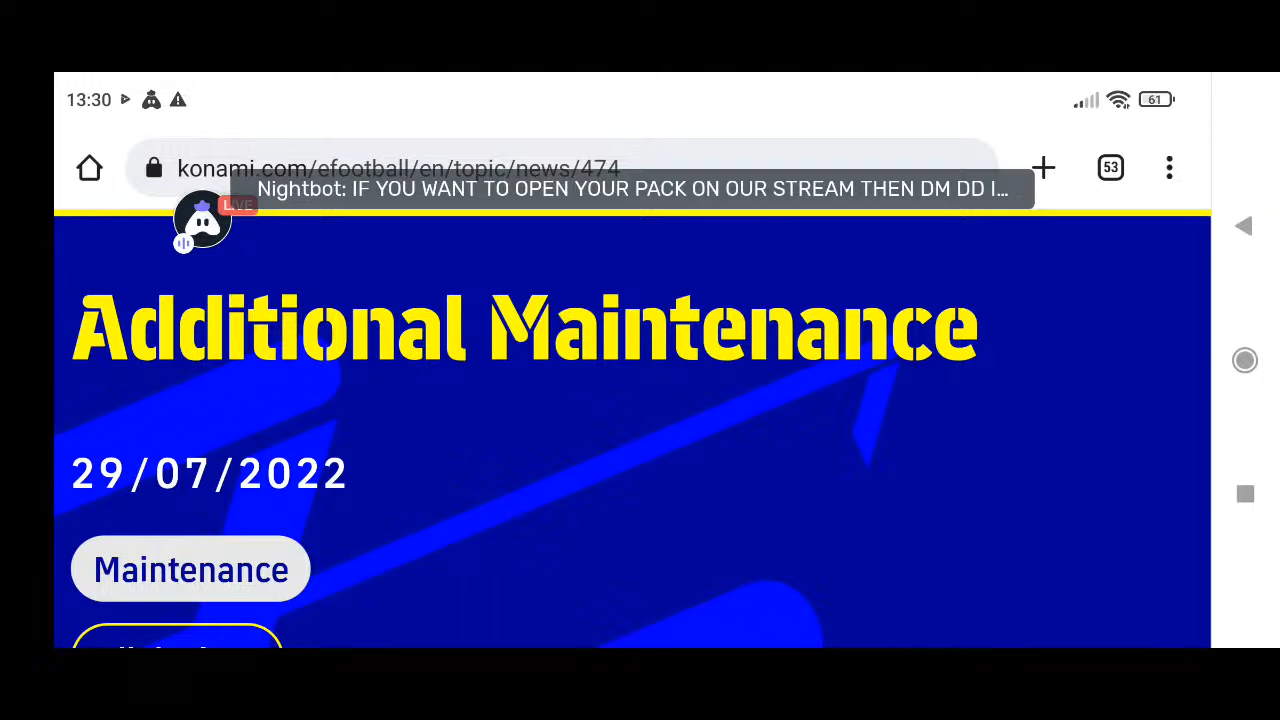 13:30
61
konami.com/efootball/en/topic/news/474
53
Nightbot: IF YOU WANT TO OPEN YOUR PACK ON OUR STREAM THEN DM DD I...
LIVE
Additional Maintenance
29/07/2022
Maintenance